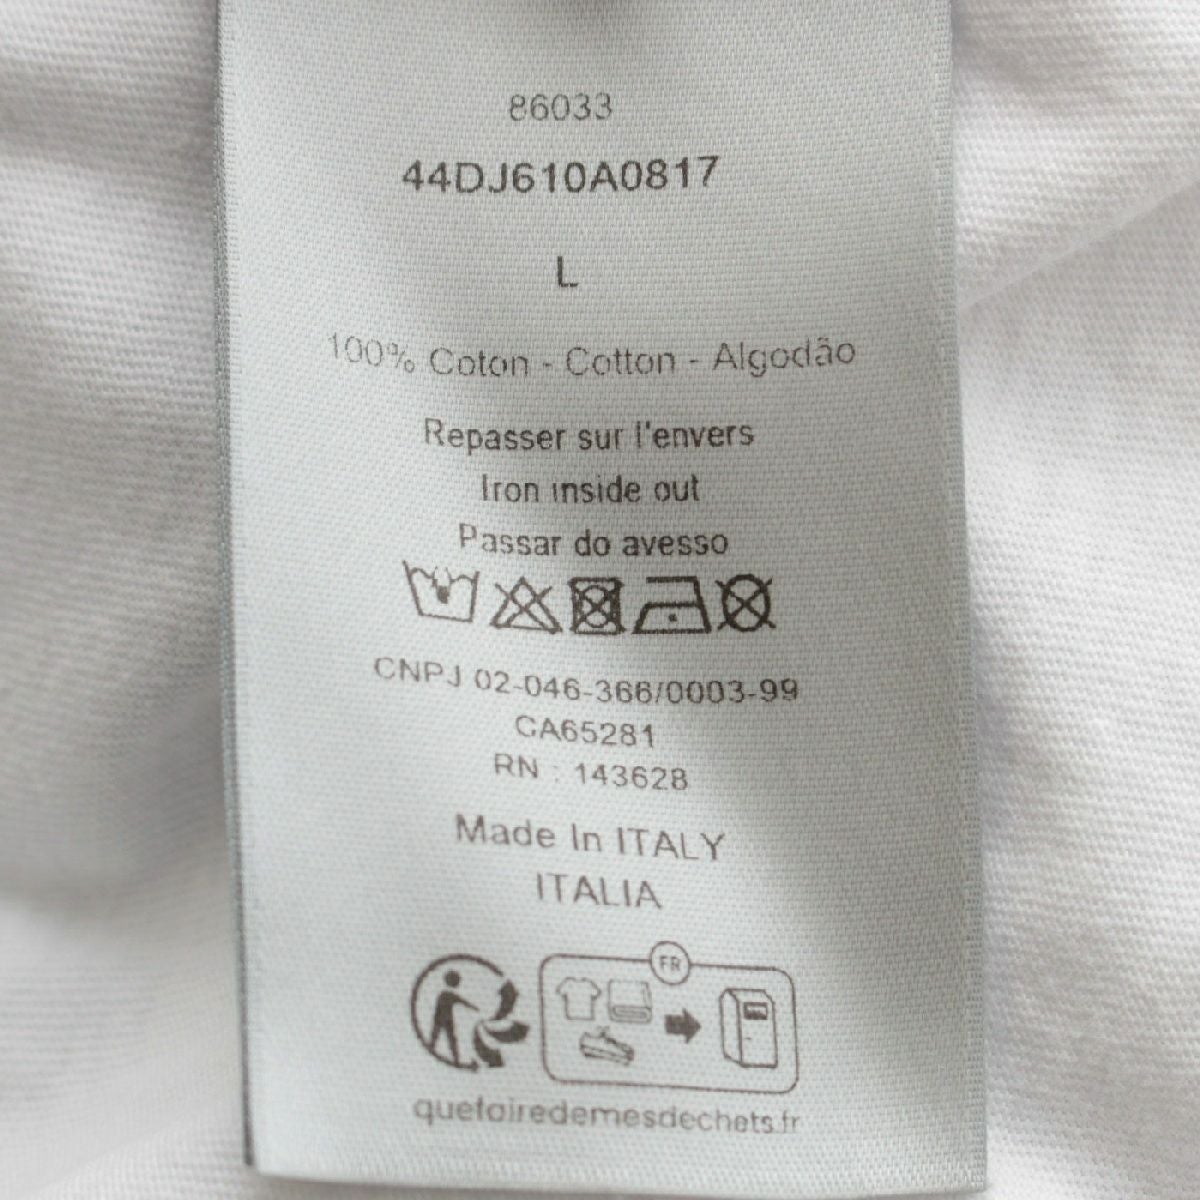 86033
44DJ610A0817
L
100% Coton - Cotton - Algodão
Repasser sur l'envers
Iron inside out
Passar do avesso
CNPJ 02-046-366/0003-99
CA65281
RN : 143628
Made In ITALY
ITALIA
FR
quefairedemesdechets.fr